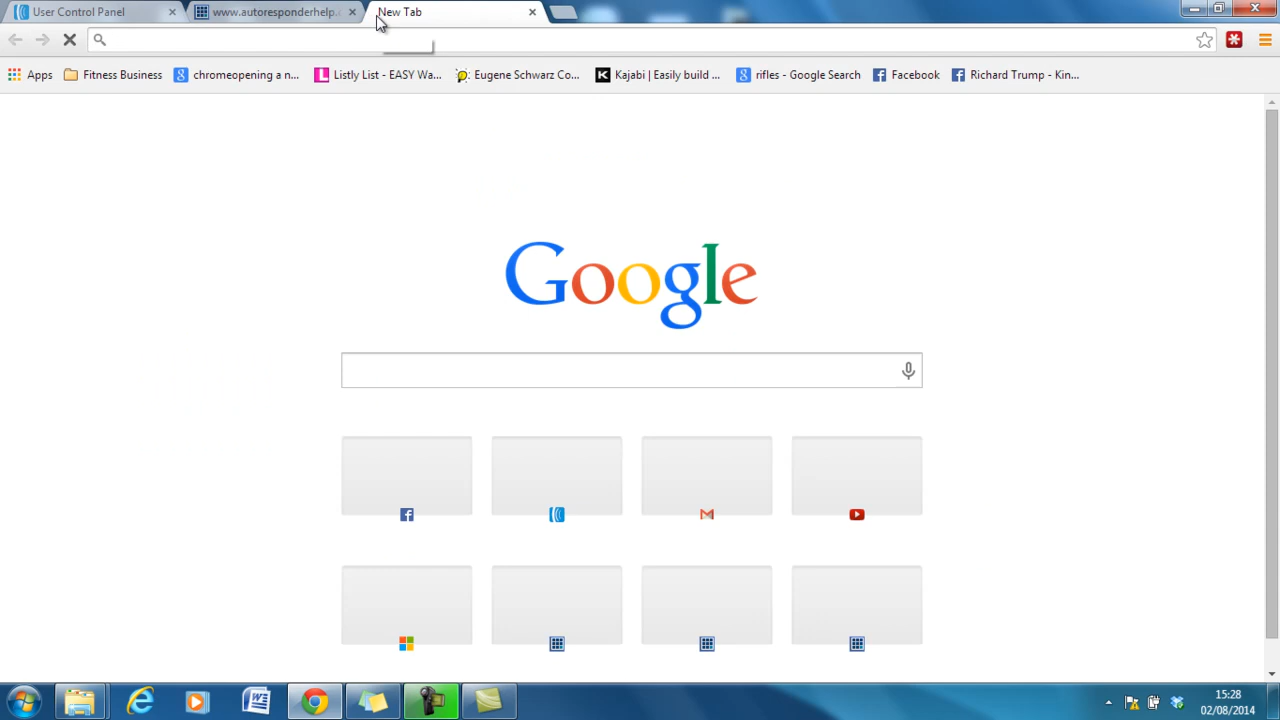 User Control Panel
www.autoresponderhelp.
New Tab
Apps
Fitness Business
chromeopening a n...
Listly List - EASY Wa...
Eugene Schwarz Co...
Kajabi | Easily build ...
rifles - Google Search
Facebook
Richard Trump - Kin...
Google
15:28
02/08/2014